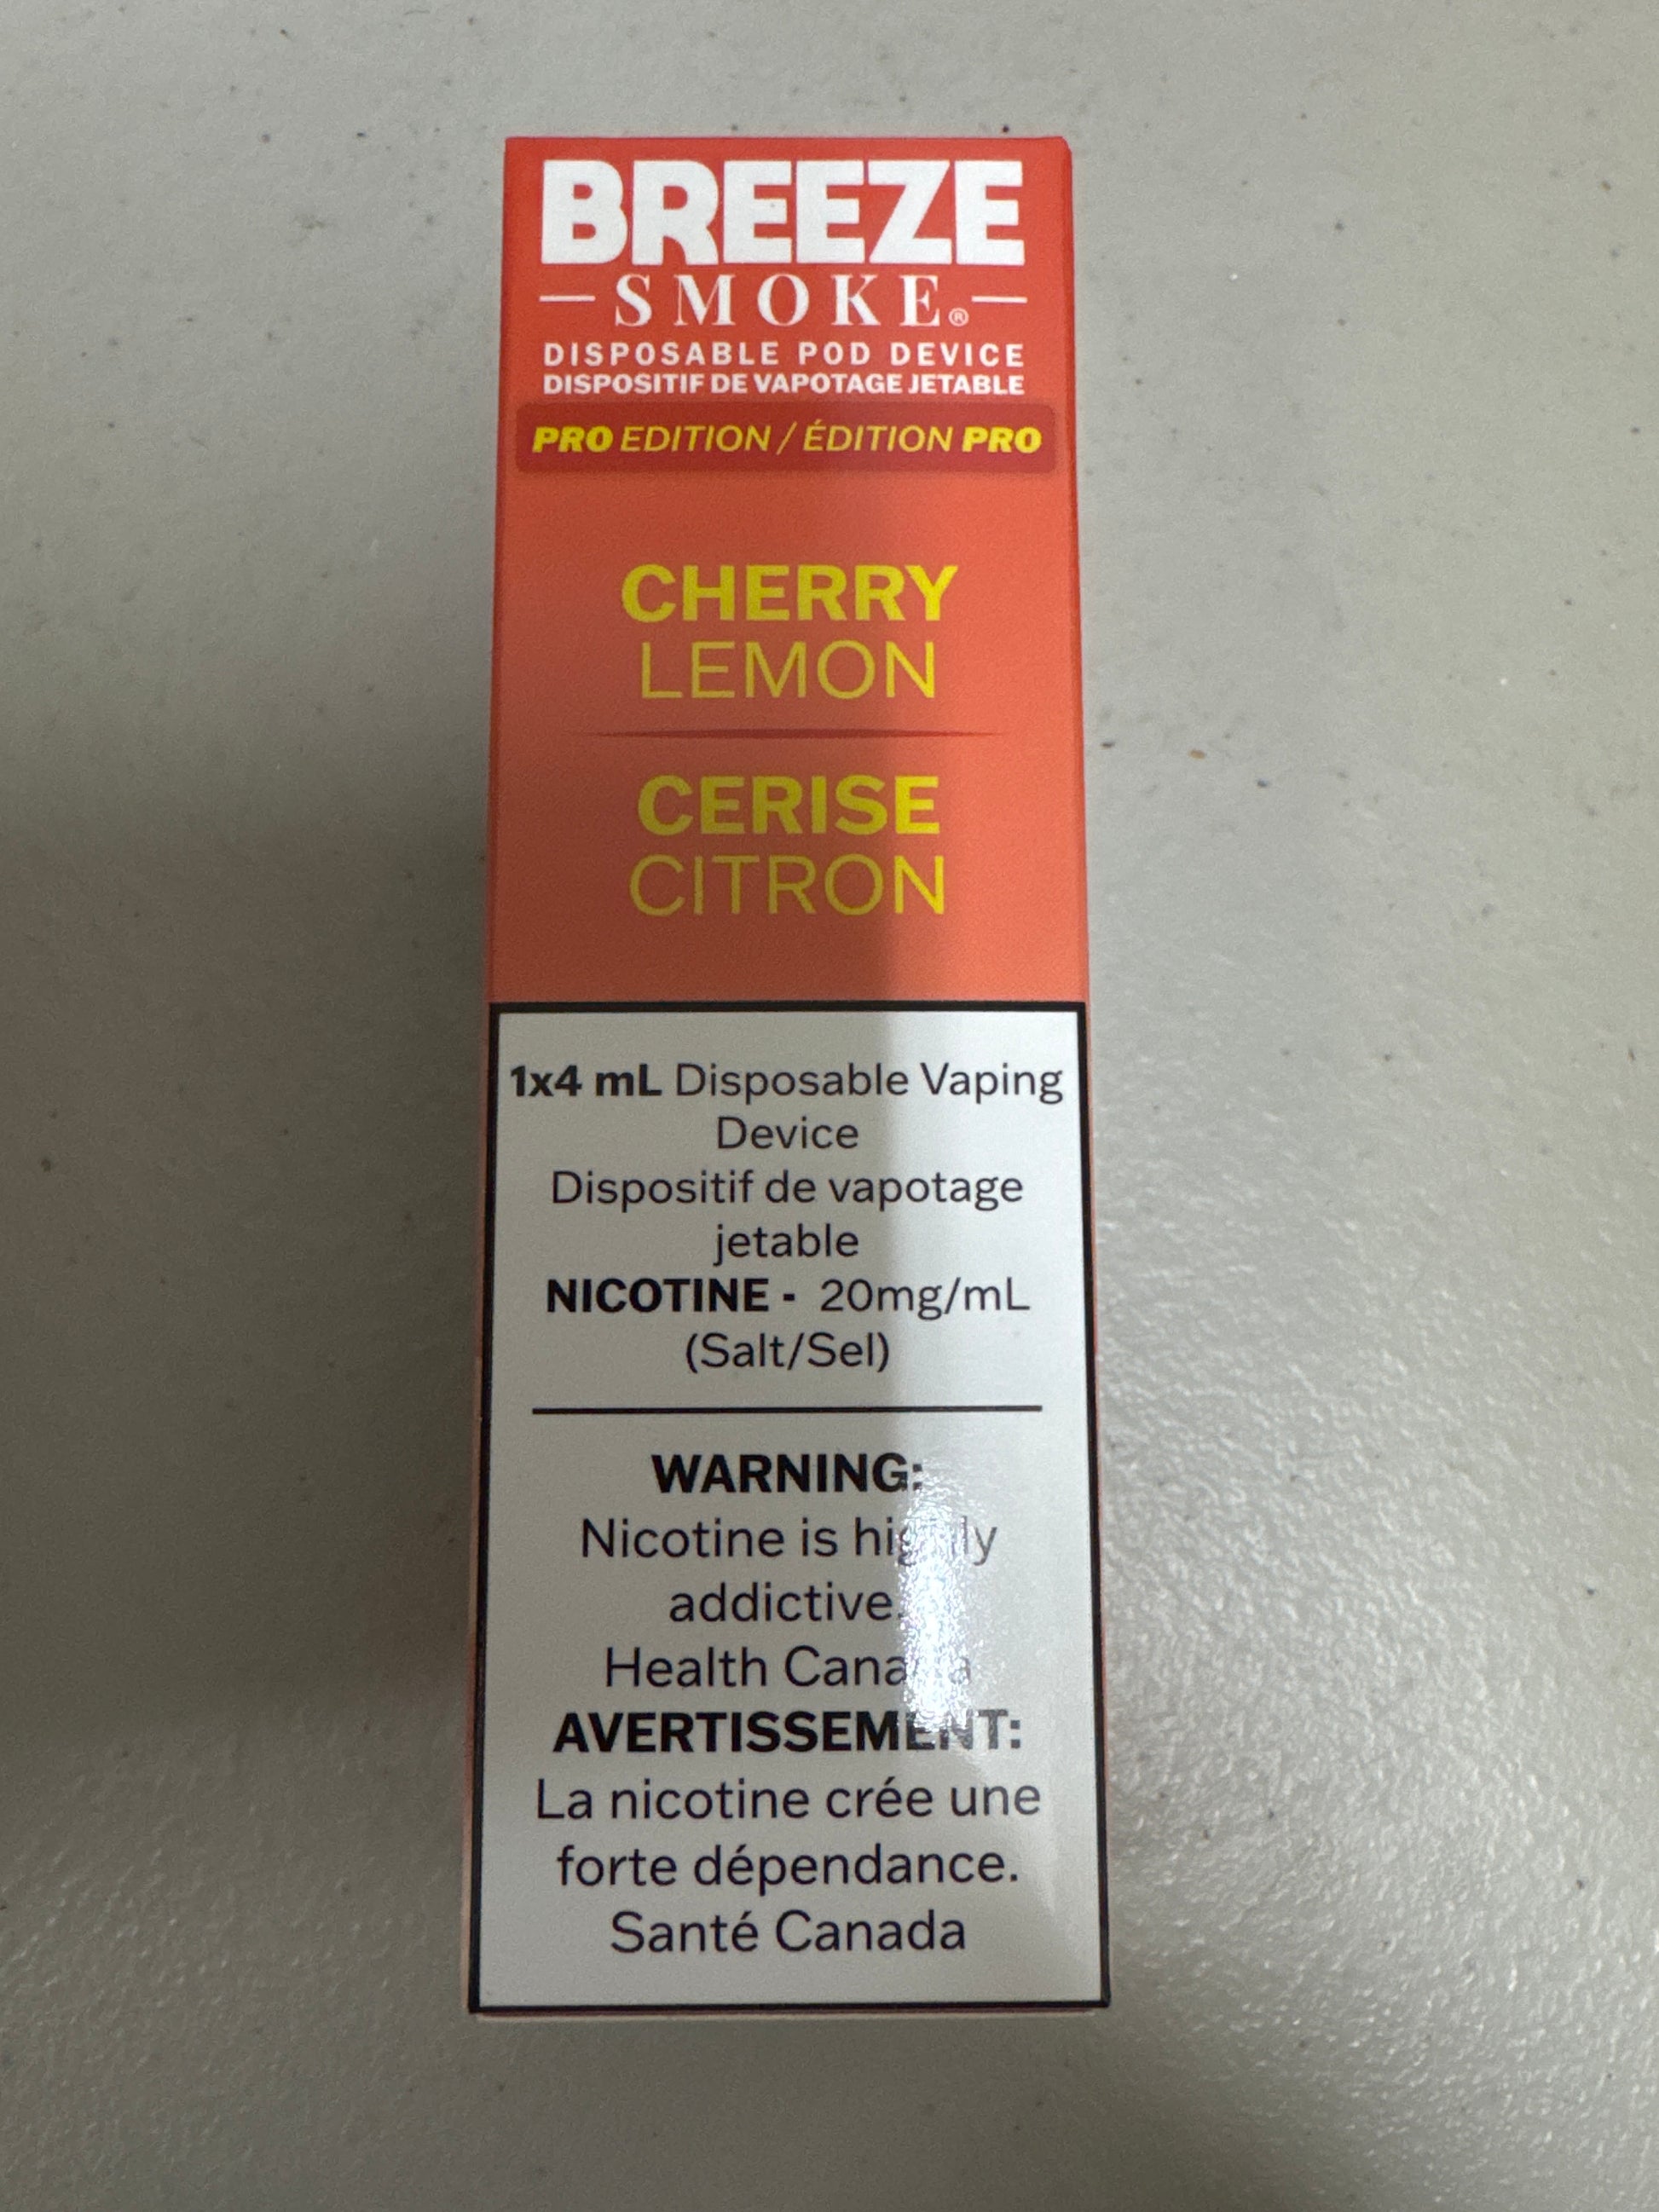 BREEZE
SMOKE®
DISPOSABLE POD DEVICE
DISPOSITIF DE VAPOTAGE JETABLE
PRO EDITION / ÉDITION PRO
CHERRY
LEMON
CERISE
CITRON
1x4 mL Disposable Vaping
Device
Dispositif de vapotage
jetable
NICOTINE - 20mg/mL
(Salt/Sel)
WARNING:
Nicotine is highly
addictive.
Health Canada
AVERTISSEMENT:
La nicotine crée une
forte dépendance.
Santé Canada